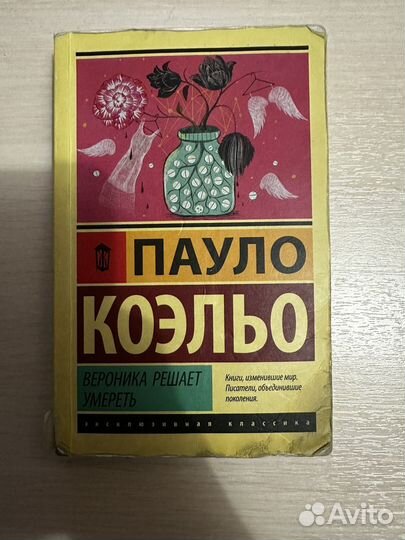 ПАУЛО
КОЭЛЬО
ВЕРОНИКА РЕШАЕТ
УМЕРЕТЬ
Книги, изменившие мир.
Писатели, объединившие
поколения.
эксклюзивная классика
Avito